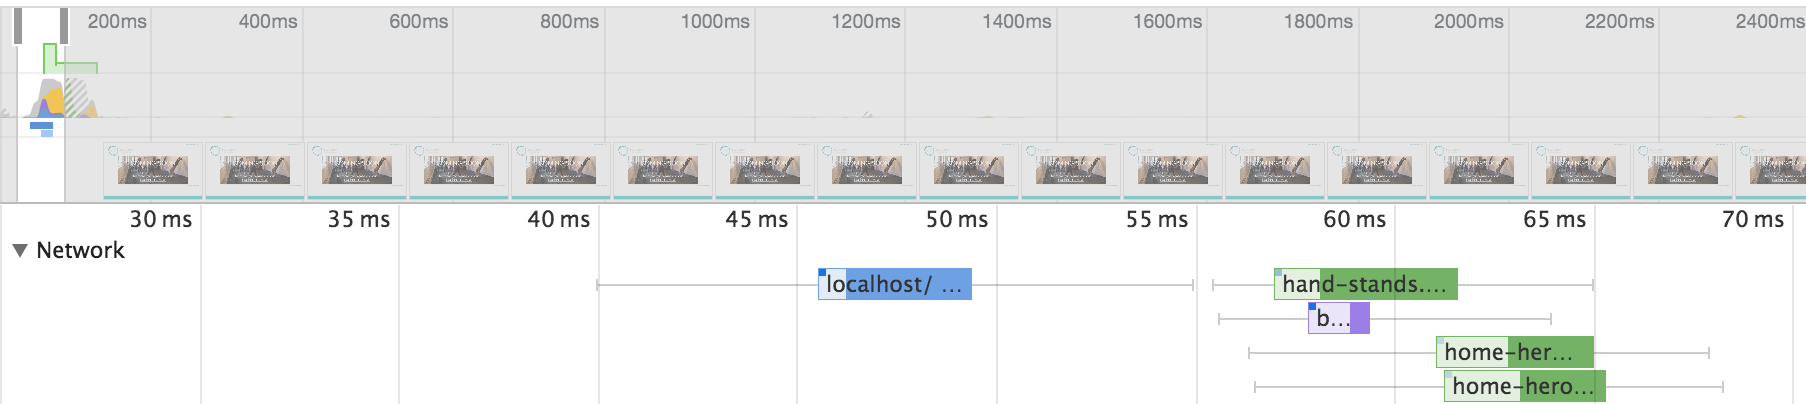 200ms 400ms 600ms 800ms 1000ms 1200ms 1400ms 1600ms 1800ms 2000ms 2200ms 2400ms
30 ms 35 ms 40 ms 45 ms 50 ms 55 ms 60 ms 65 ms 70 ms
▼ Network
localhost/ ... hand-stands....
b...
home-her...
home-hero...